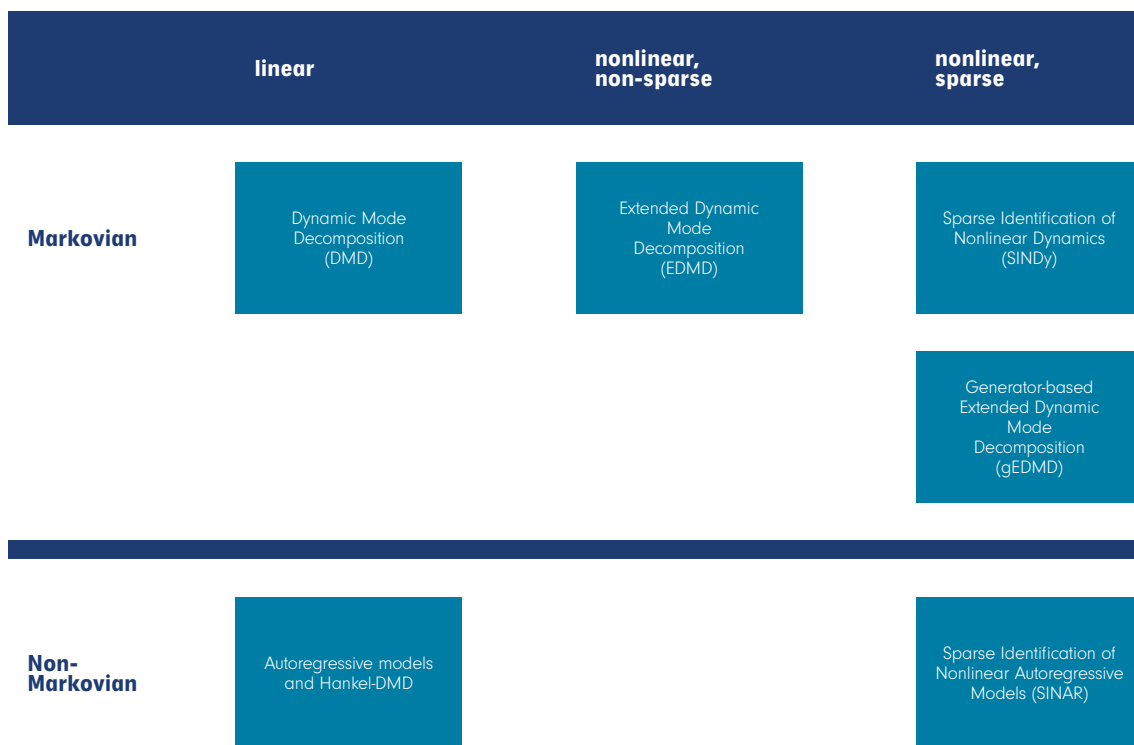 linear
nonlinear,
non-sparse
nonlinear,
sparse
Markovian
Dynamic Mode
Decomposition
(DMD)
Extended Dynamic
Mode
Decomposition
(EDMD)
Sparse Identification of
Nonlinear Dynamics
(SINDy)
Generator-based
Extended Dynamic
Mode
Decomposition
(gEDMD)
Non-
Markovian
Autoregressive models
and Hankel-DMD
Sparse Identification of
Nonlinear Autoregressive
Models (SINAR)